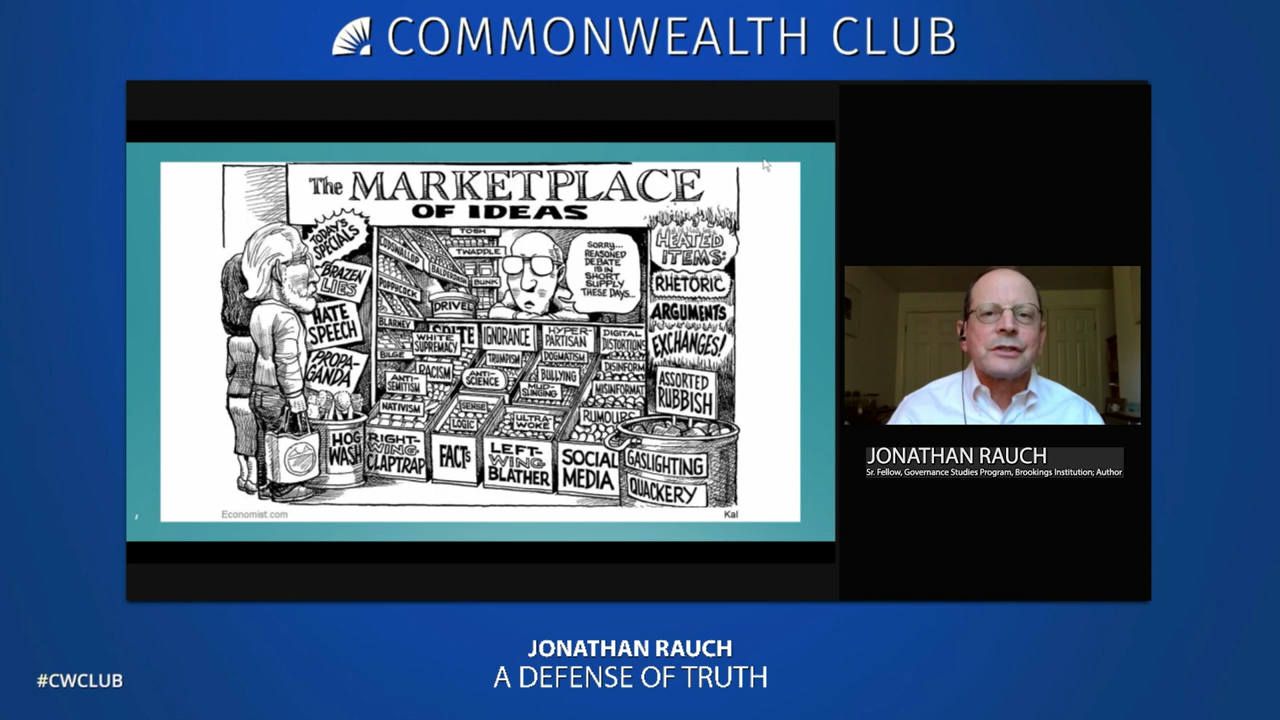 COMMONWEALTH CLUB
The MARKETPLACE
OF IDEAS
TODAY'S
SPECIALS
BRAZEN
LIES
HATE
SPEECH
PROPA-
GANDA
HOG
WASH
TOSH
TWADDLE
BUNK
CODSWALLOP
BALDERDASH
POPPYCOCK
DRIVEL
BLARNEY
BILGE
SORRY...
REASONED
DEBATE
IS IN
SHORT
SUPPLY
THESE DAYS...
HEATED
ITEMS:
RHETORIC
ARGUMENTS
EXCHANGES!
ASSORTED
RUBBISH
WHITE
SUPREMACY
RACISM
ANTI-
SEMITISM
NATIVISM
RIGHT-
WING
CLAPTRAP
IGNORANCE
TRUMPISM
ANTI-
SCIENCE
SENSE
LOGIC
FACTS
HYPER-
PARTISAN
DOGMATISM
BULLYING
MUD-
SLINGING
ULTRA-
WOKE
LEFT-
WING
BLATHER
DIGITAL
DISTORTIONS
DISINFORM
MISINFORMAT
RUMOURS
SOCIAL
MEDIA
GASLIGHTING
QUACKERY
Economist.com
Kal
JONATHAN RAUCH
Sr. Fellow, Governance Studies Program, Brookings Institution; Author
JONATHAN RAUCH
A DEFENSE OF TRUTH
#CWCLUB